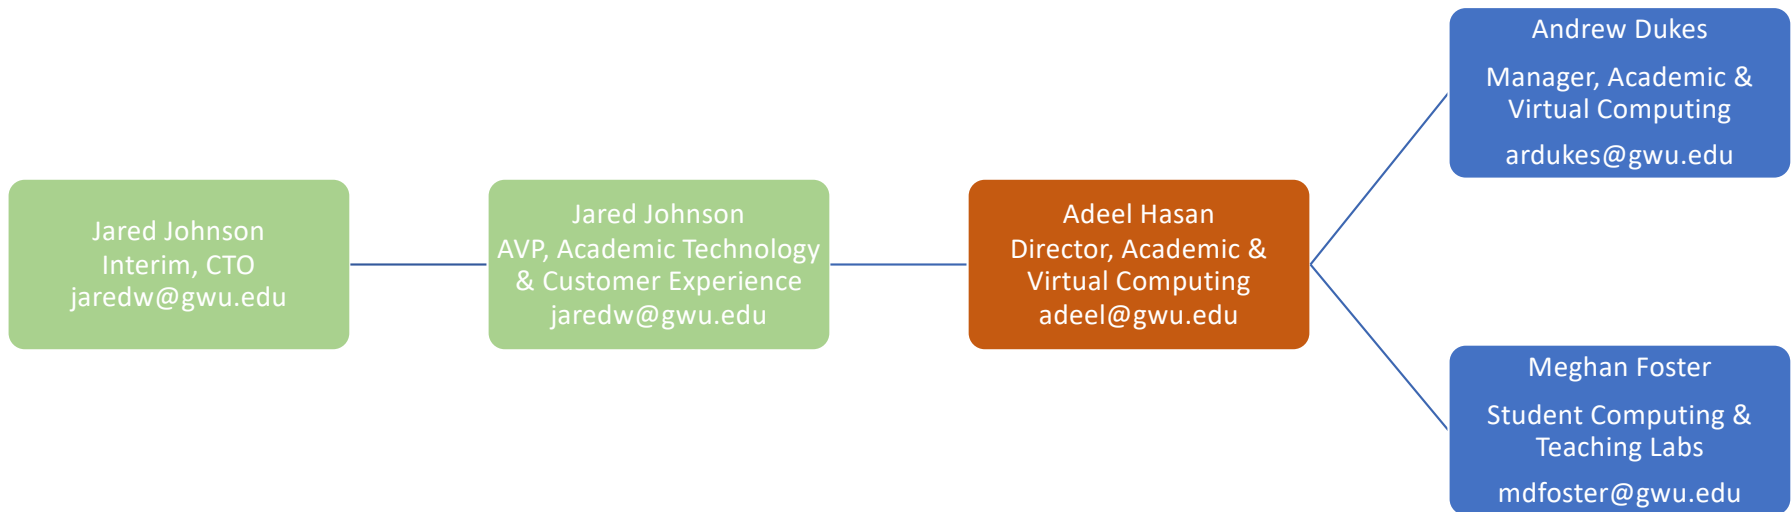 Jared Johnson
Interim, CTO
jaredw@gwu.edu
Jared Johnson
AVP, Academic Technology
& Customer Experience
jaredw@gwu.edu
Adeel Hasan
Director, Academic &
Virtual Computing
adeel@gwu.edu
Andrew Dukes
Manager, Academic &
Virtual Computing
ardukes@gwu.edu
Meghan Foster
Student Computing &
Teaching Labs
mdfoster@gwu.edu